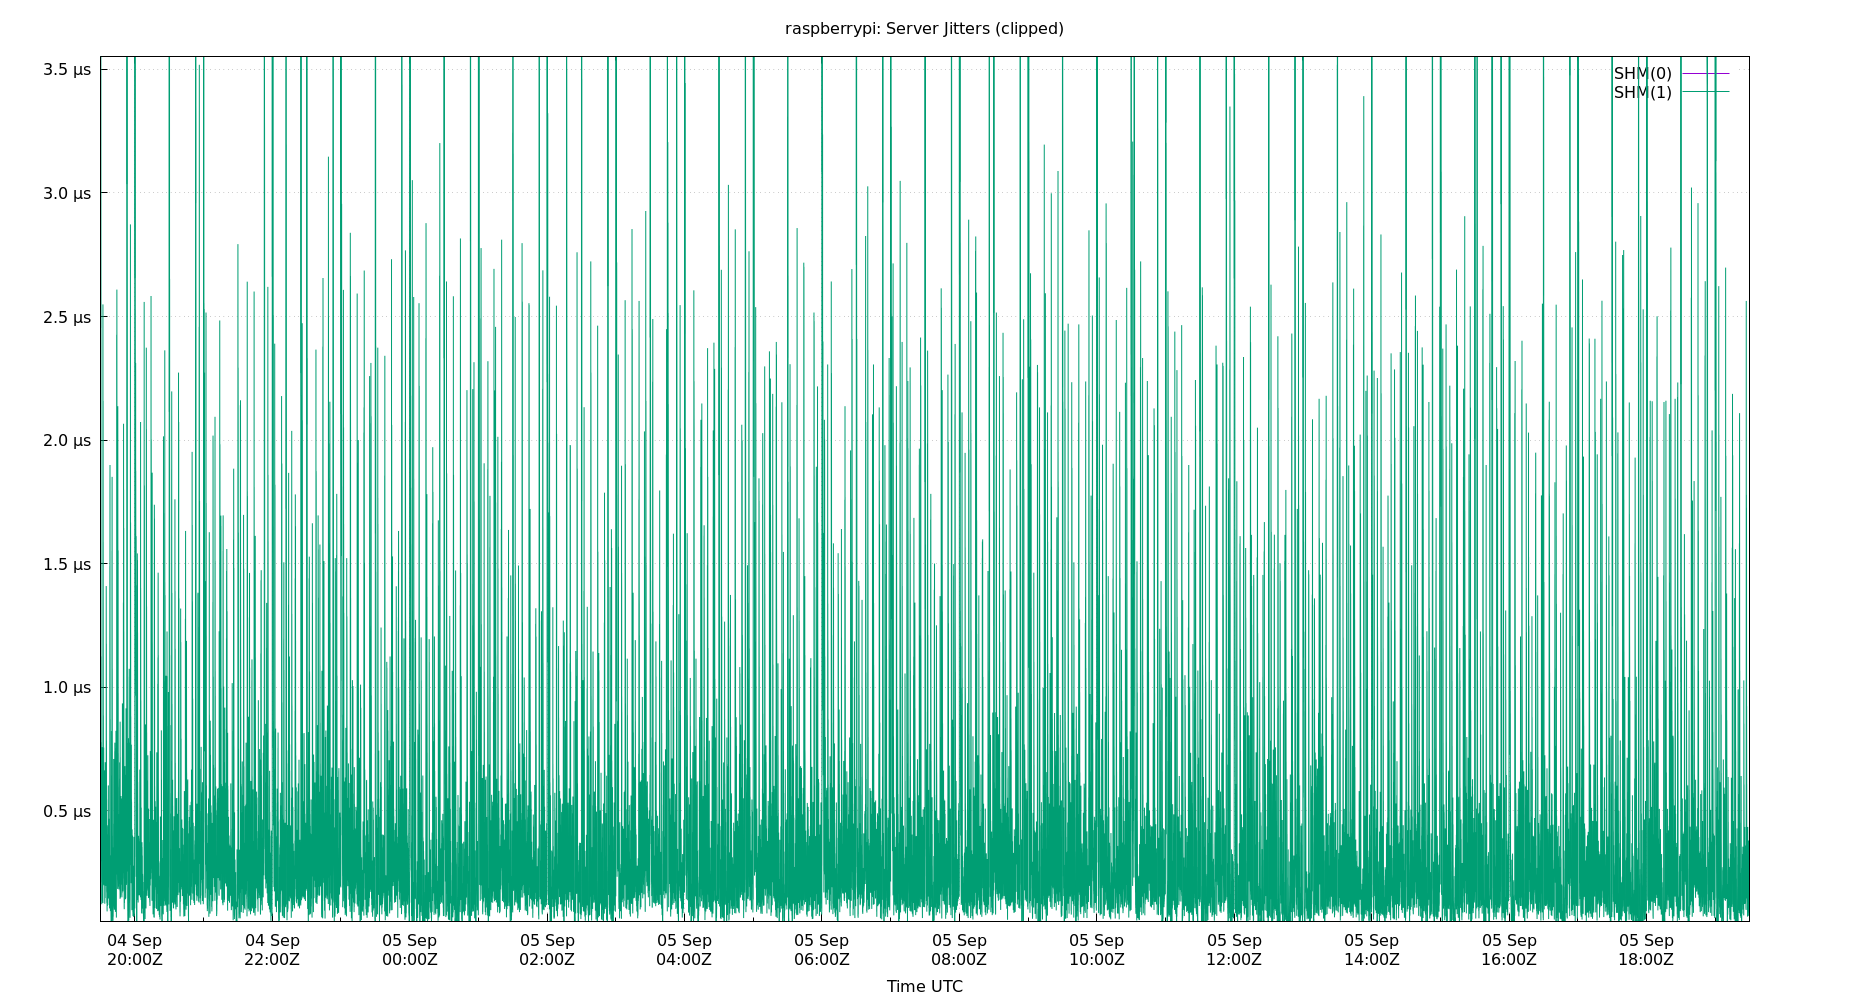 raspberrypi: Server Jitters (clipped)
3.5 µs
3.0 µs
2.5 µs
2.0 µs
1.5 µs
1.0 µs
0.5 µs
SHM(0)
SHM(1)
04 Sep 04 Sep 05 Sep 05 Sep 05 Sep 05 Sep 05 Sep 05 Sep 05 Sep 05 Sep 05 Sep 05 Sep
20:00Z 22:00Z 00:00Z 02:00Z 04:00Z 06:00Z 08:00Z 10:00Z 12:00Z 14:00Z 16:00Z 18:00Z
Time UTC